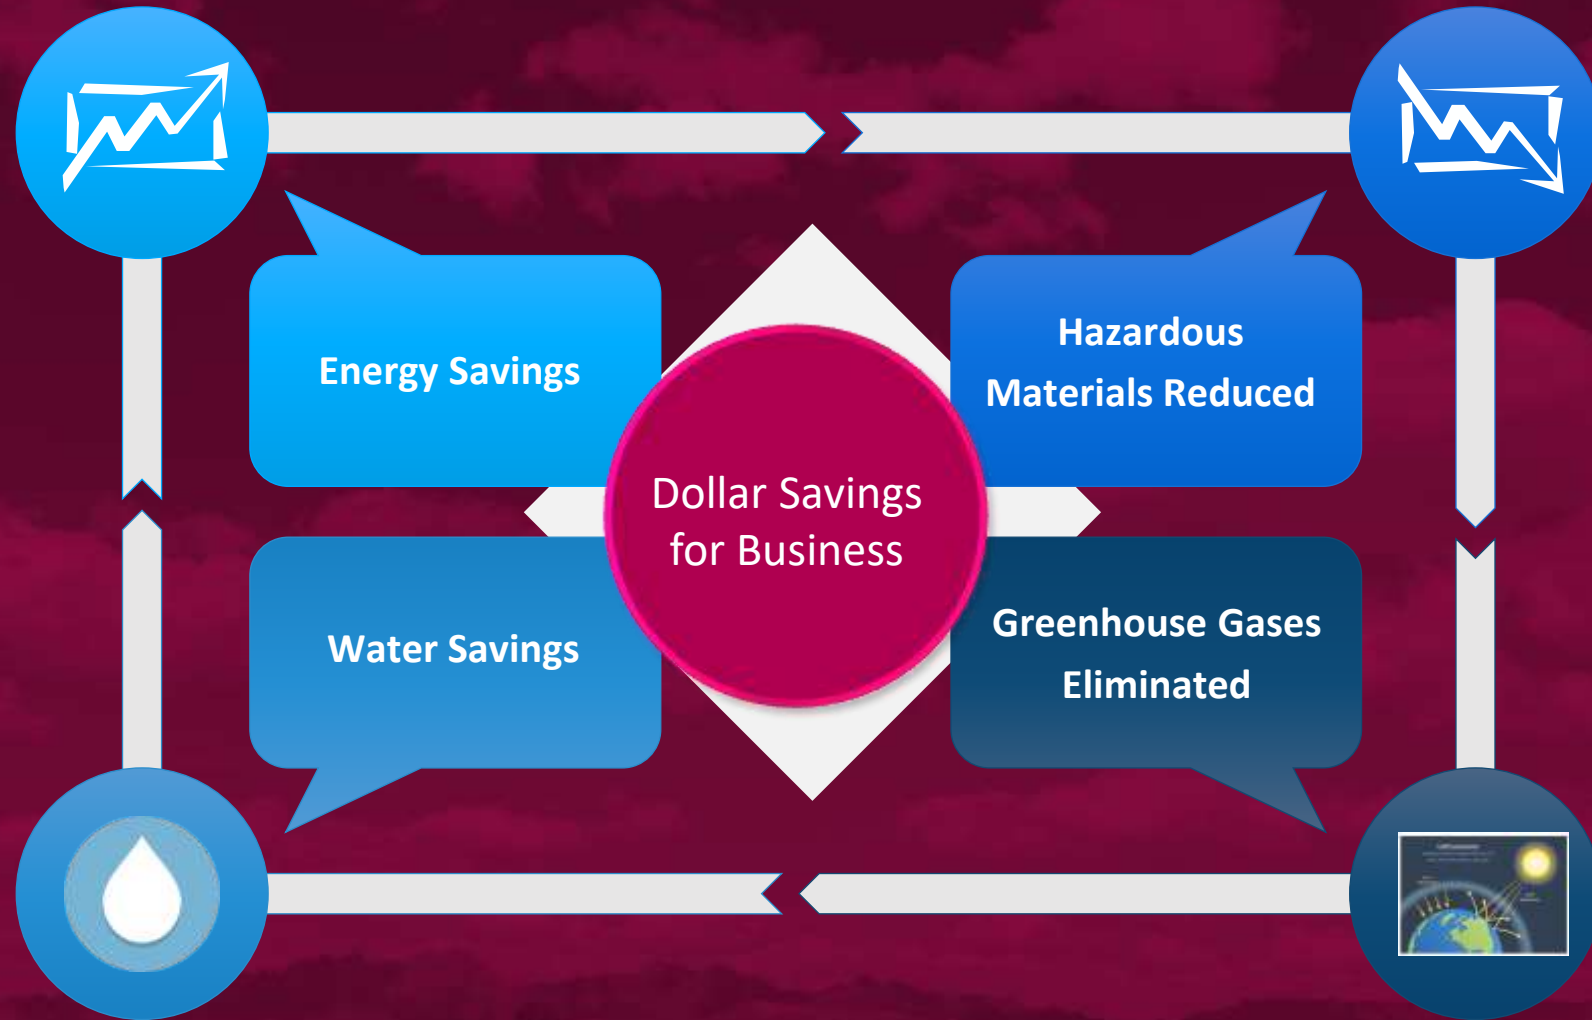 Energy Savings
Hazardous
Materials Reduced
Dollar Savings
for Business
Water Savings
Greenhouse Gases
Eliminated